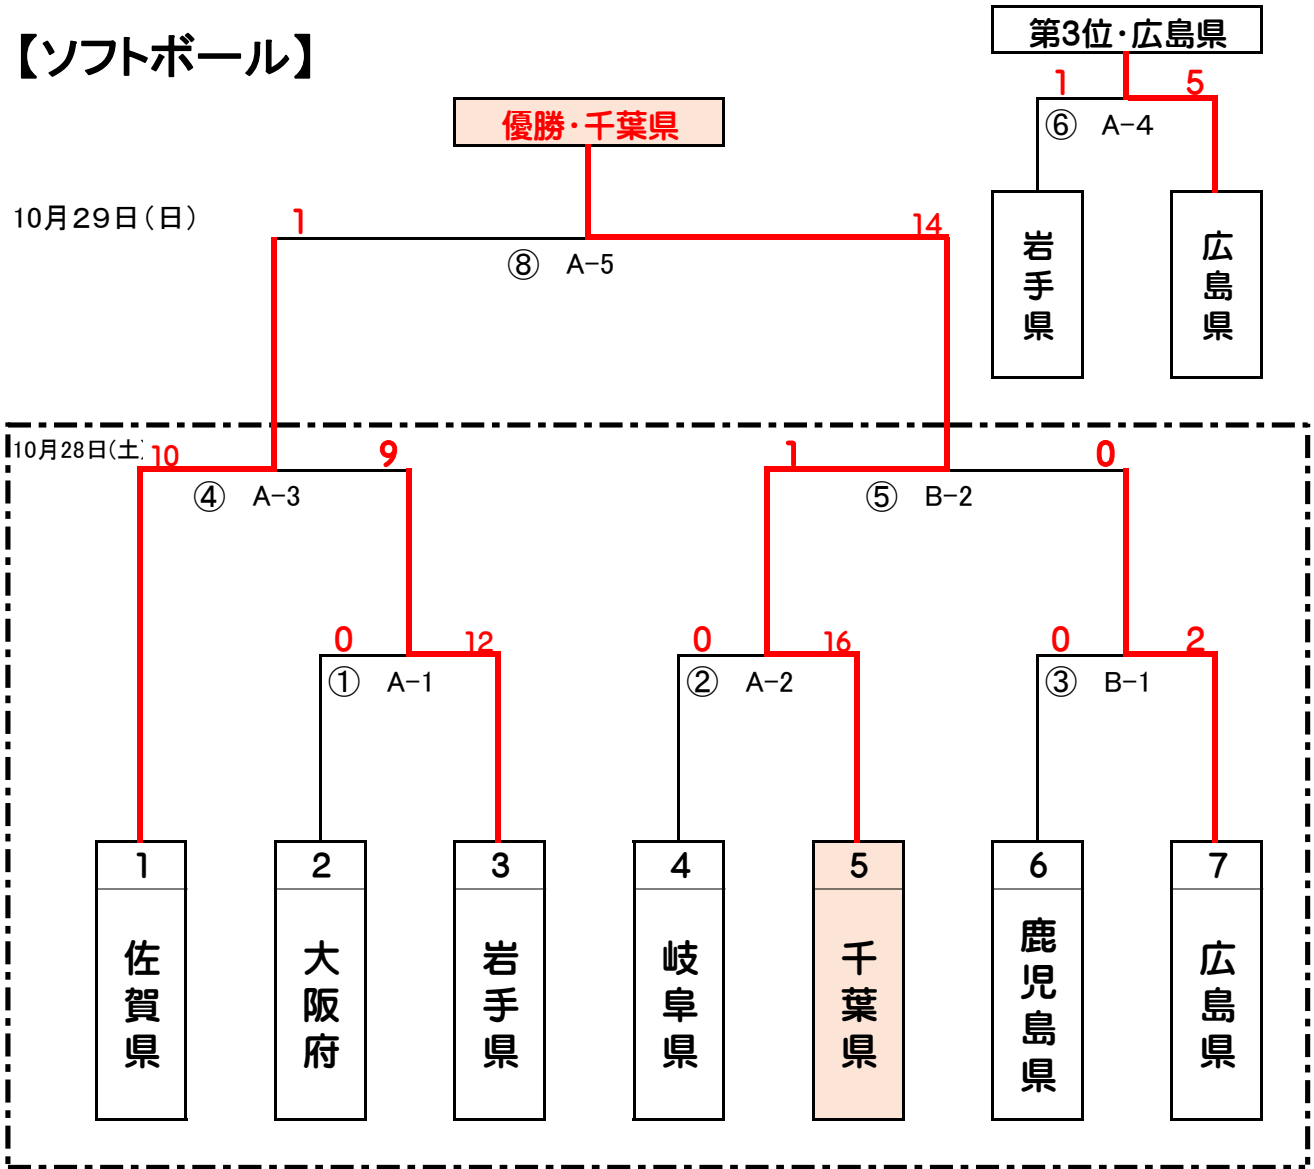 【ソフトボール】
第3位・広島県
1 5
⑥ A-4
岩手県
広島県
優勝・千葉県
10月29日(日)
1 14
⑧ A-5
10月28日(土)
10 9
④ A-3
1 0
⑤ B-2
0 12
① A-1
0 16
② A-2
0 2
③ B-1
1 2 3 4 5 6 7
佐賀県
大阪府
岩手県
岐阜県
千葉県
鹿児島県
広島県